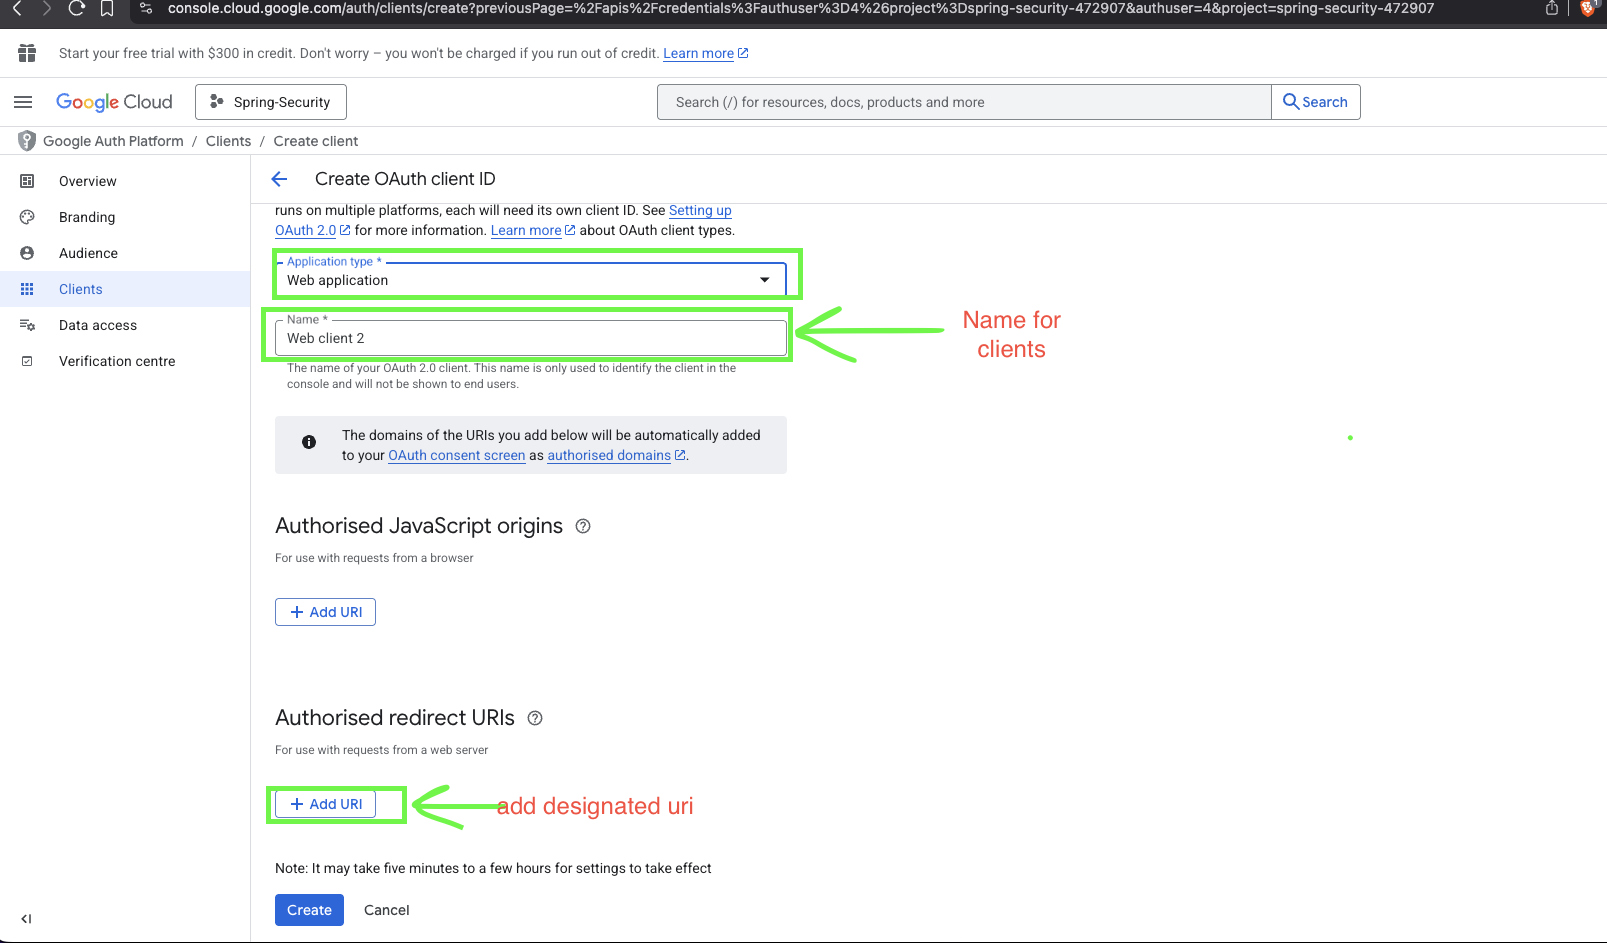 console.cloud.google.com/auth/clients/create?previousPage=%2Fapis%2Fcredentials%3Fauthuser%3D4%26project%3Dspring-security-472907&authuser=4&project=spring-security-472907
1
Start your free trial with $300 in credit. Don't worry – you won't be charged if you run out of credit. Learn more
Google Cloud
Spring-Security
Search (/) for resources, docs, products and more
Search
Google Auth Platform / Clients / Create client
Overview
Branding
Audience
Clients
Data access
Verification centre
Create OAuth client ID
runs on multiple platforms, each will need its own client ID. See Setting up
OAuth 2.0 for more information. Learn more about OAuth client types.
Application type *
Web application
Name *
Web client 2
Name for
clients
The name of your OAuth 2.0 client. This name is only used to identify the client in the
console and will not be shown to end users.
The domains of the URIs you add below will be automatically added
to your OAuth consent screen as authorised domains.
Authorised JavaScript origins
For use with requests from a browser
+ Add URI
Authorised redirect URIs
For use with requests from a web server
+ Add URI
add designated uri
Note: It may take five minutes to a few hours for settings to take effect
Create
Cancel